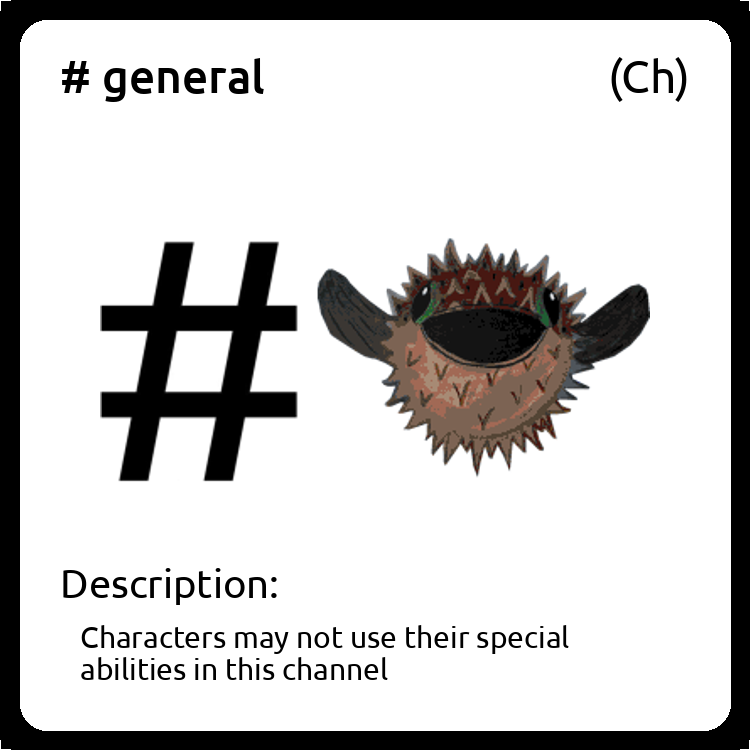 # general
(Ch)
#
Description:
Characters may not use their special
abilities in this channel